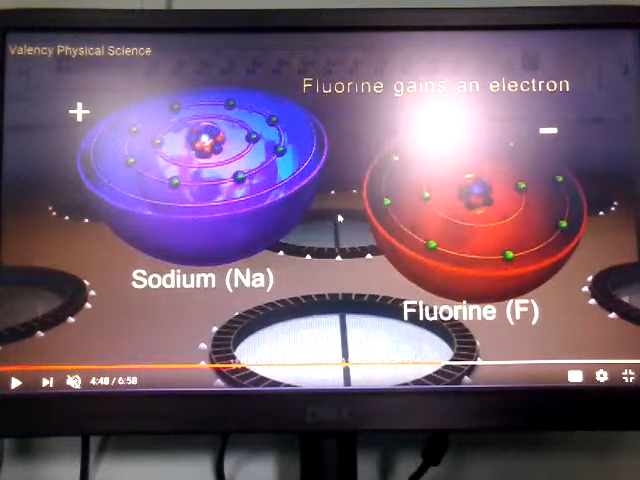 Valency Physical Science
Fluorine gains an electron
+
-
Sodium (Na)
Fluorine (F)
4:48 / 6:58
DELL